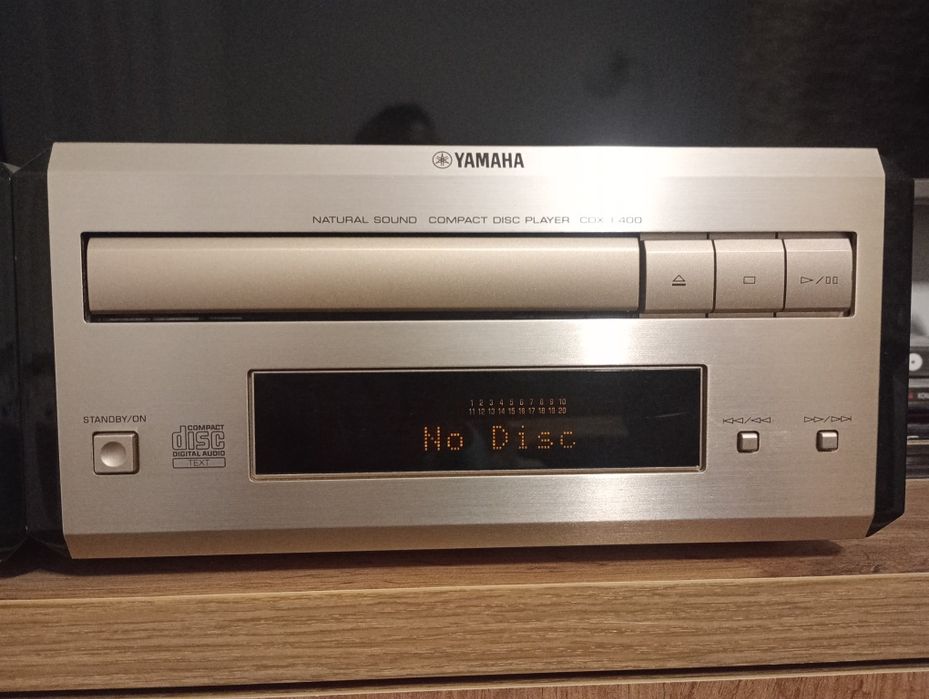 YAMAHA
NATURAL SOUND COMPACT DISC PLAYER CDX-E400
STANDBY/ON
COMPACT
disc
DIGITAL AUDIO
TEXT
1 2 3 4 5 6 7 8 9 10
11 12 13 14 15 16 17 18 19 20
No Disc